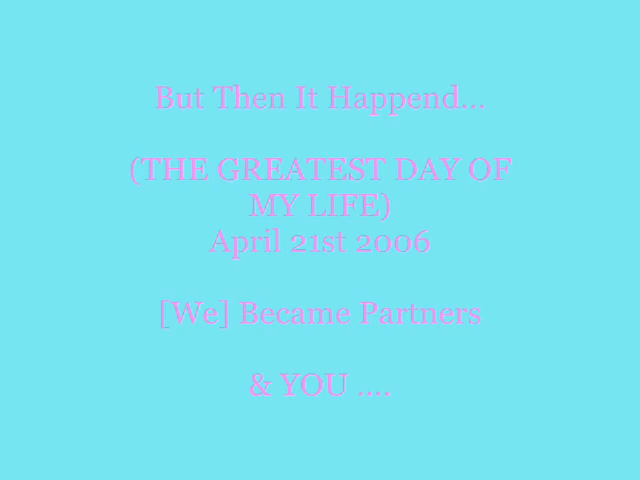 But Then It Happend...
(THE GREATEST DAY OF
MY LIFE)
April 21st 2006
[We] Became Partners
& YOU ....